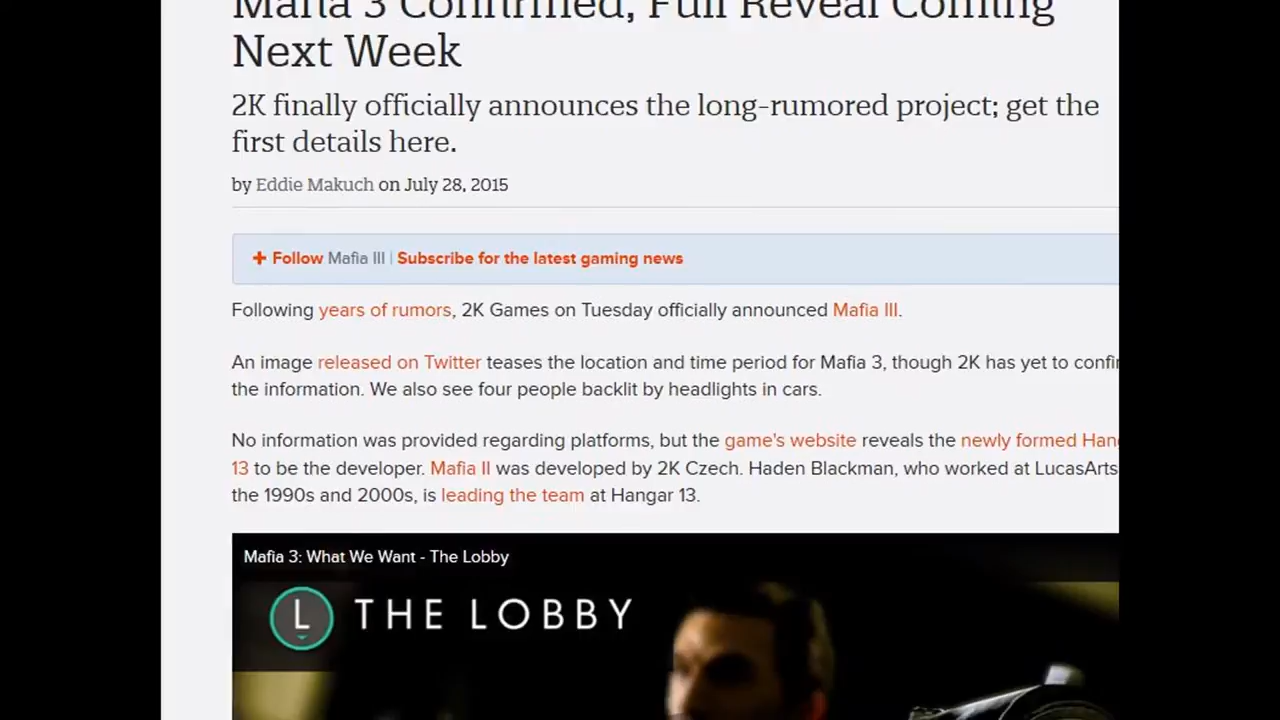 Mafia 3 Confirmed, Full Reveal Coming
Next Week
2K finally officially announces the long-rumored project; get the
first details here.
by Eddie Makuch on July 28, 2015
+ Follow Mafia III | Subscribe for the latest gaming news
Following years of rumors, 2K Games on Tuesday officially announced Mafia III.
An image released on Twitter teases the location and time period for Mafia 3, though 2K has yet to confir
the information. We also see four people backlit by headlights in cars.
No information was provided regarding platforms, but the game's website reveals the newly formed Han
13 to be the developer. Mafia II was developed by 2K Czech. Haden Blackman, who worked at LucasArts
the 1990s and 2000s, is leading the team at Hangar 13.
Mafia 3: What We Want - The Lobby
L THE LOBBY